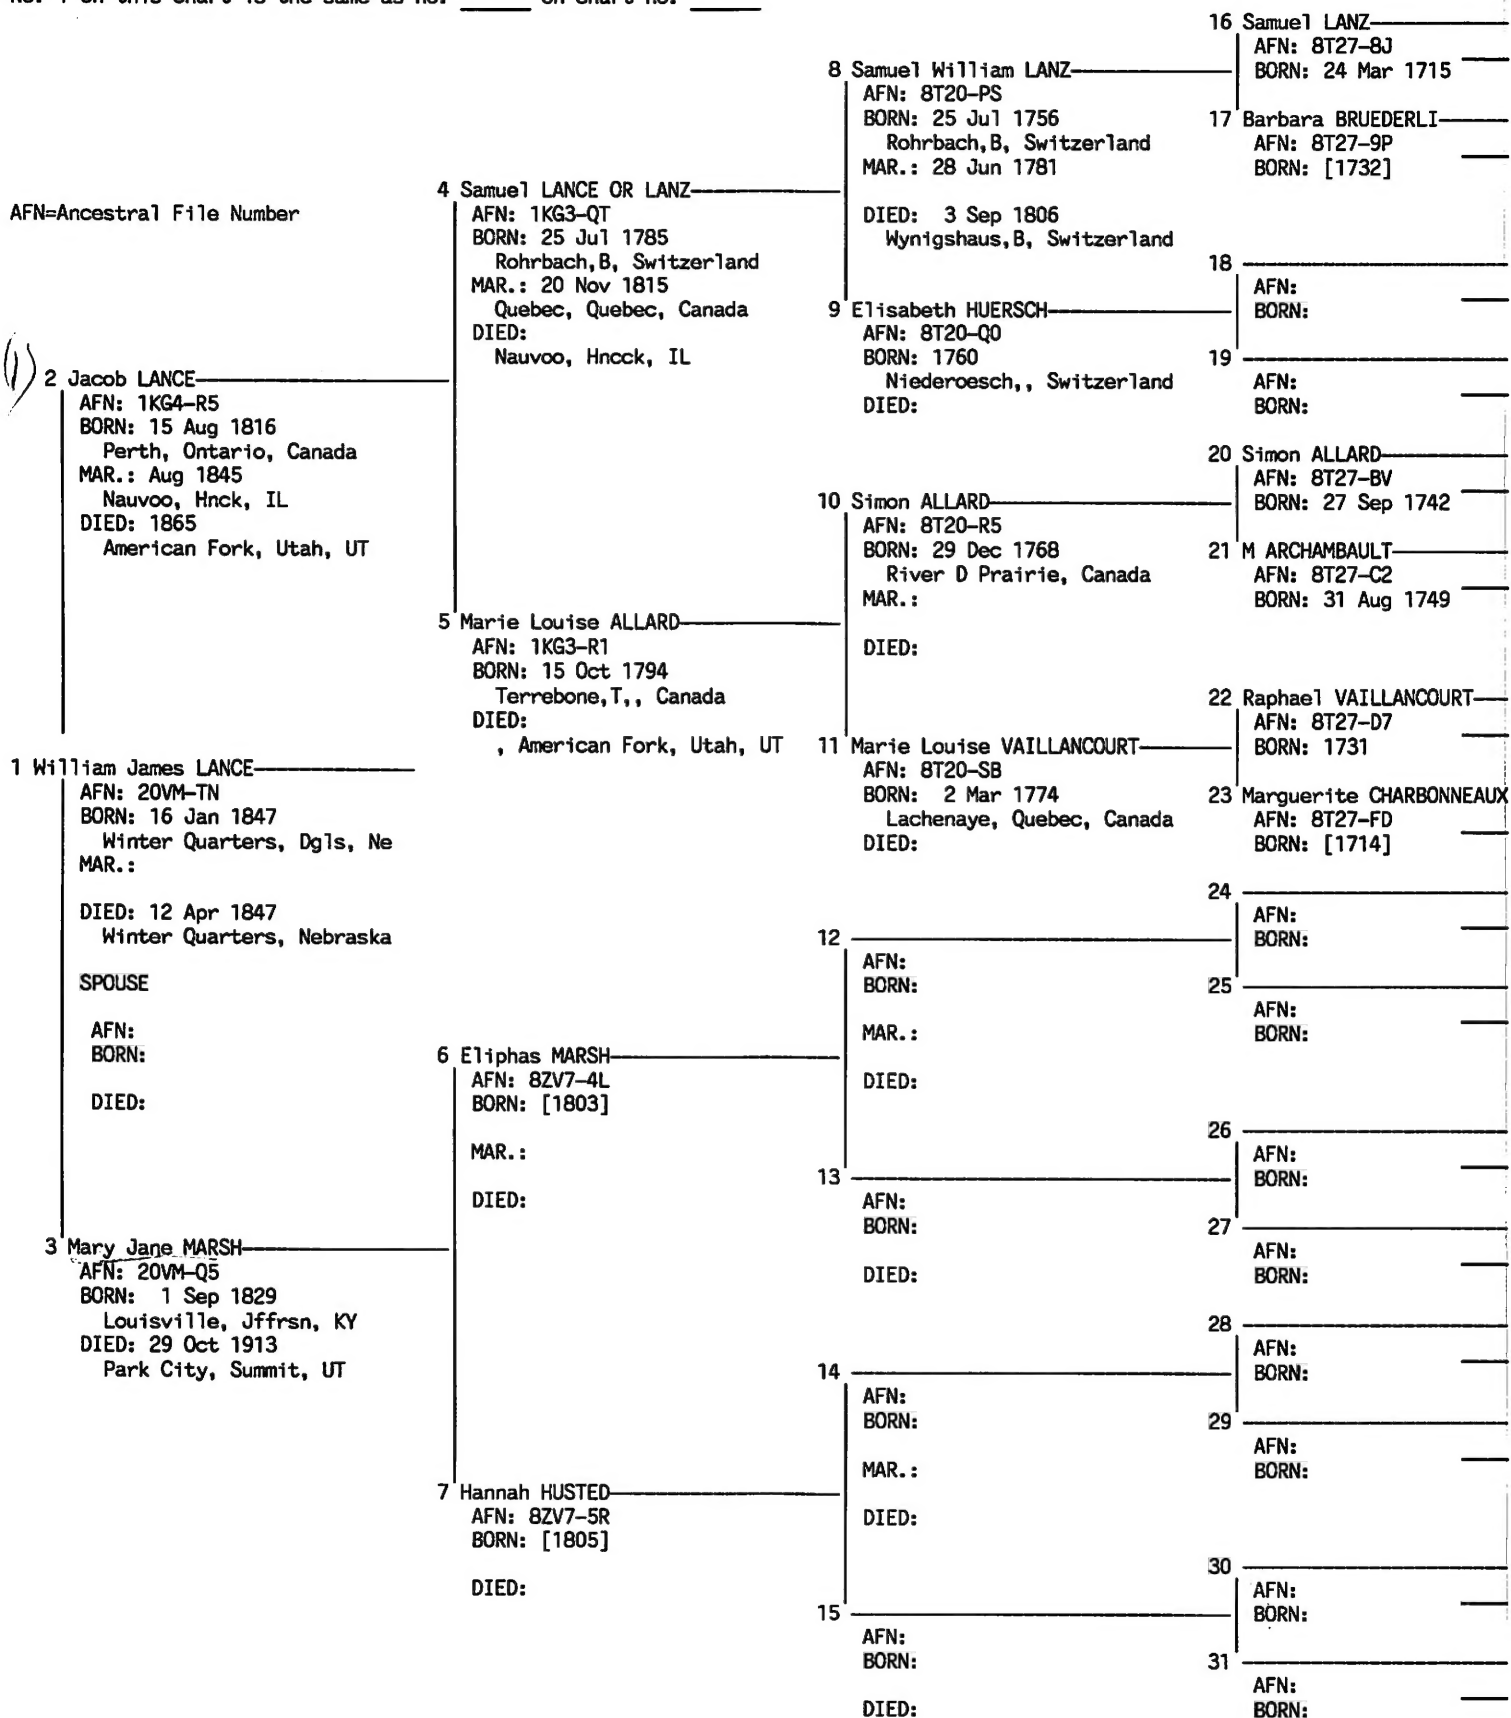 AFN=Ancestral File Number
(1)
1 William James LANCE
AFN: 20VM-TN
BORN: 16 Jan 1847
Winter Quarters, Dgls, Ne
MAR.:
DIED: 12 Apr 1847
Winter Quarters, Nebraska
SPOUSE
AFN:
BORN:
DIED:
2 Jacob LANCE
AFN: 1KG4-R5
BORN: 15 Aug 1816
Perth, Ontario, Canada
MAR.: Aug 1845
Nauvoo, Hnck, IL
DIED: 1865
American Fork, Utah, UT
3 Mary Jane MARSH
AFN: 20VM-Q5
BORN: 1 Sep 1829
Louisville, Jffrsn, KY
DIED: 29 Oct 1913
Park City, Summit, UT
4 Samuel LANCE OR LANZ
AFN: 1KG3-QT
BORN: 25 Jul 1785
Rohrbach,B, Switzerland
MAR.: 20 Nov 1815
Quebec, Quebec, Canada
DIED:
Nauvoo, Hncck, IL
5 Marie Louise ALLARD
AFN: 1KG3-R1
BORN: 15 Oct 1794
Terrebone,T,, Canada
DIED:
, American Fork, Utah, UT
6 Eliphas MARSH
AFN: 8ZV7-4L
BORN: [1803]
MAR.:
DIED:
7 Hannah HUSTED
AFN: 8ZV7-5R
BORN: [1805]
DIED:
8 Samuel William LANZ
AFN: 8T20-PS
BORN: 25 Jul 1756
Rohrbach,B, Switzerland
MAR.: 28 Jun 1781
DIED: 3 Sep 1806
Wynigshaus,B, Switzerland
9 Elisabeth HUERSCH
AFN: 8T20-Q0
BORN: 1760
Niederoesch,, Switzerland
DIED:
10 Simon ALLARD
AFN: 8T20-R5
BORN: 29 Dec 1768
River D Prairie, Canada
MAR.:
DIED:
11 Marie Louise VAILLANCOURT
AFN: 8T20-SB
BORN: 2 Mar 1774
Lachenaye, Quebec, Canada
DIED:
12
AFN:
BORN:
MAR.:
DIED:
13
AFN:
BORN:
DIED:
14
AFN:
BORN:
MAR.:
DIED:
15
AFN:
BORN:
DIED:
16 Samuel LANZ
AFN: 8T27-8J
BORN: 24 Mar 1715
17 Barbara BRUEDERLI
AFN: 8T27-9P
BORN: [1732]
18
AFN:
BORN:
19
AFN:
BORN:
20 Simon ALLARD
AFN: 8T27-BV
BORN: 27 Sep 1742
21 M ARCHAMBAULT
AFN: 8T27-C2
BORN: 31 Aug 1749
22 Raphael VAILLANCOURT
AFN: 8T27-D7
BORN: 1731
23 Marguerite CHARBONNEAUX
AFN: 8T27-FD
BORN: [1714]
24
AFN:
BORN:
25
AFN:
BORN:
26
AFN:
BORN:
27
AFN:
BORN:
28
AFN:
BORN:
29
AFN:
BORN:
30
AFN:
BORN:
31
AFN:
BORN: